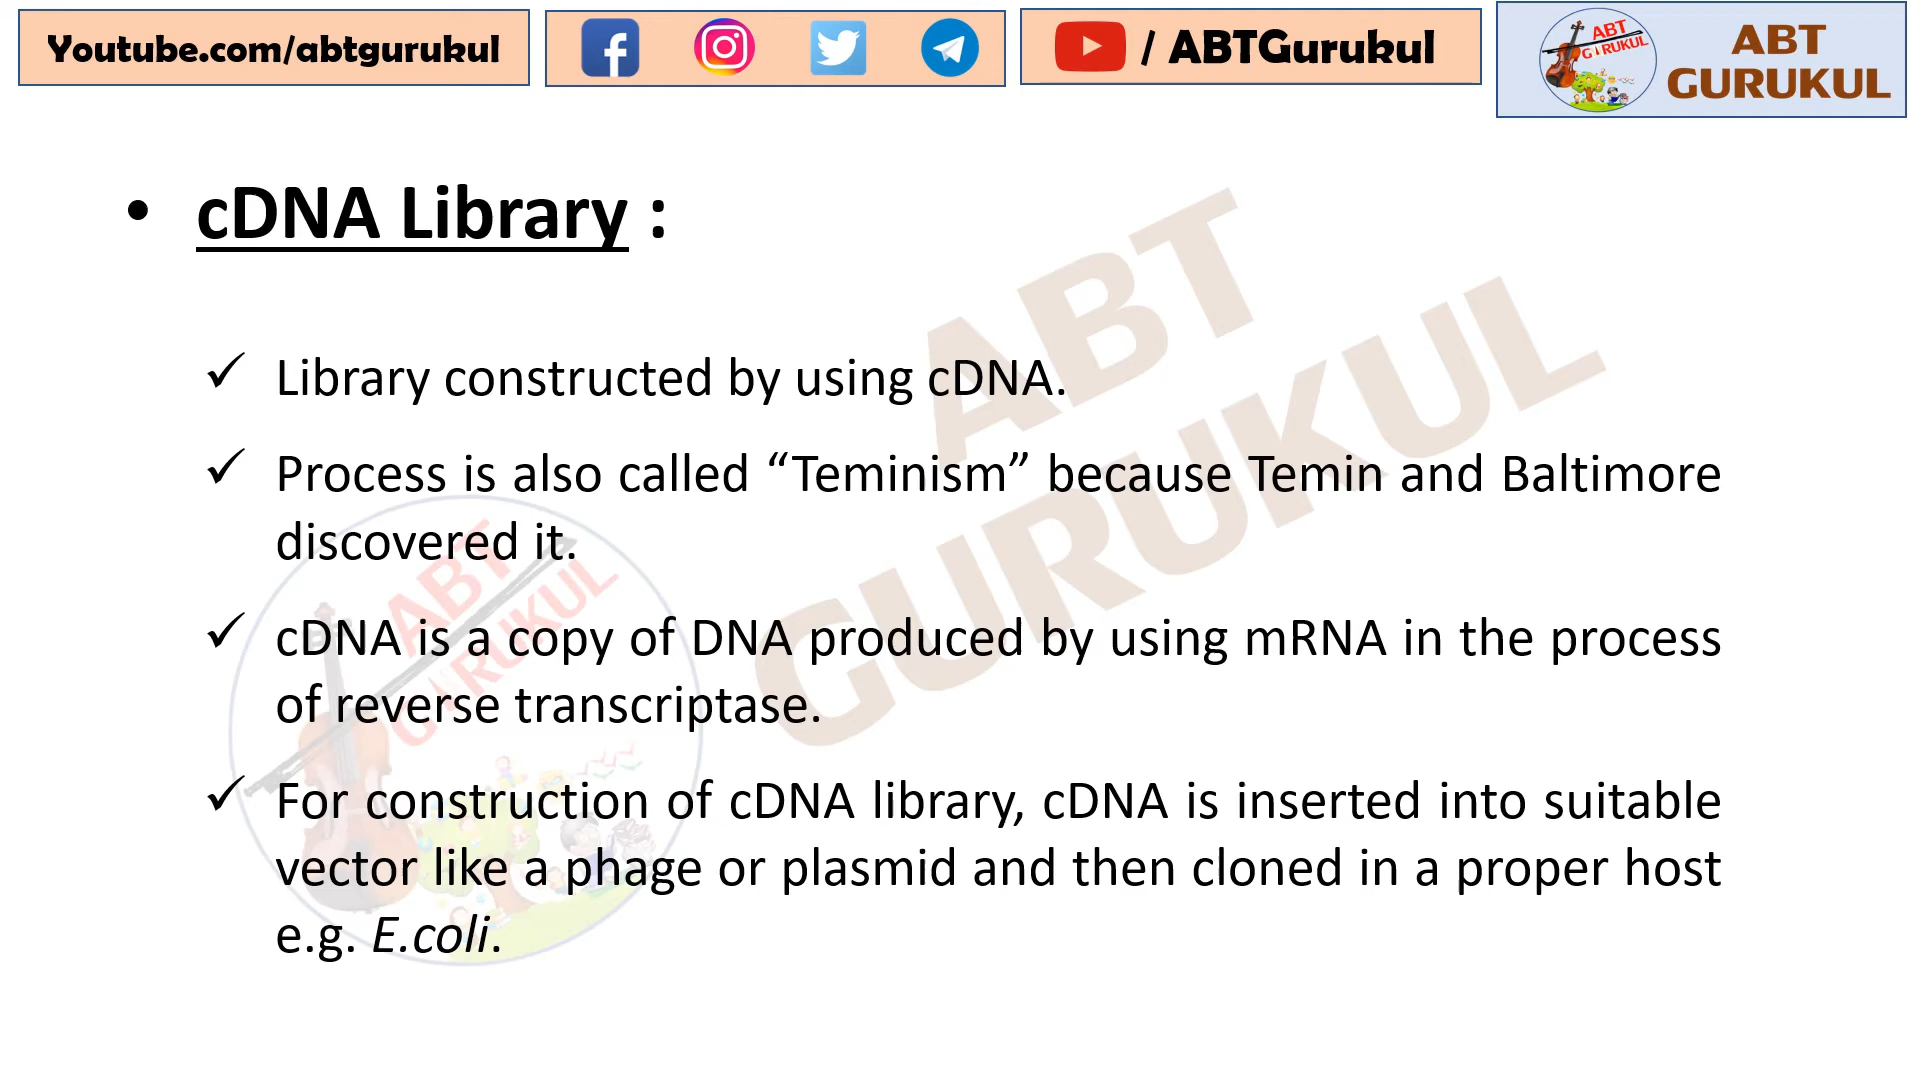 Youtube.com/abtgurukul
/ ABTGurukul
ABT
GURUKUL
ABT
GURUKUL
• cDNA Library :
✓ Library constructed by using cDNA.
✓ Process is also called “Teminism” because Temin and Baltimore
discovered it.
✓ cDNA is a copy of DNA produced by using mRNA in the process
of reverse transcriptase.
✓ For construction of cDNA library, cDNA is inserted into suitable
vector like a phage or plasmid and then cloned in a proper host
e.g. E.coli.
ABT
GURUKUL
ABT
GURUKUL